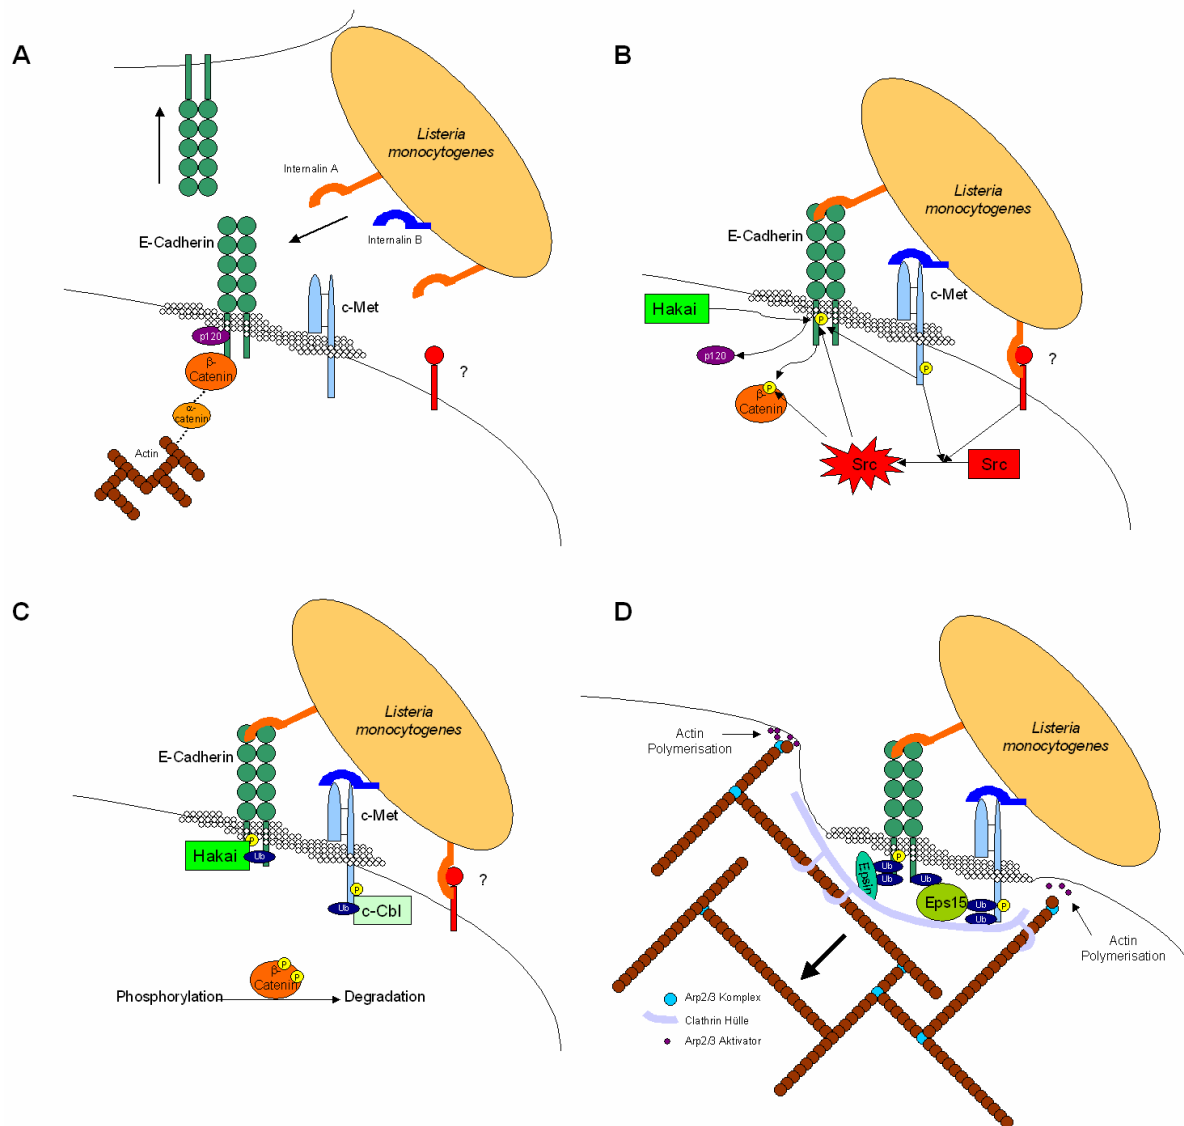 A
Listeria
monocytogenes
Internalin A
E-Cadherin
Internalin B
c-Met
p120
β-
Catenin
?
α-
catenin
Actin
B
Listeria
monocytogenes
E-Cadherin
c-Met
Hakai
P
p120
?
P
P
β-
Catenin
Src
Src
C
Listeria
monocytogenes
E-Cadherin
c-Met
P
Hakai
Ub
?
P
Ub
c-Cbl
P
β-
Catenin
P
Phosphorylation
Degradation
D
Listeria
monocytogenes
Actin
Polymerisation
P
Epsin
Ub
Ub
Ub
Eps15
Ub
P
Ub
Actin
Polymerisation
Arp2/3 Komplex
Clathrin Hülle
Arp2/3 Aktivator